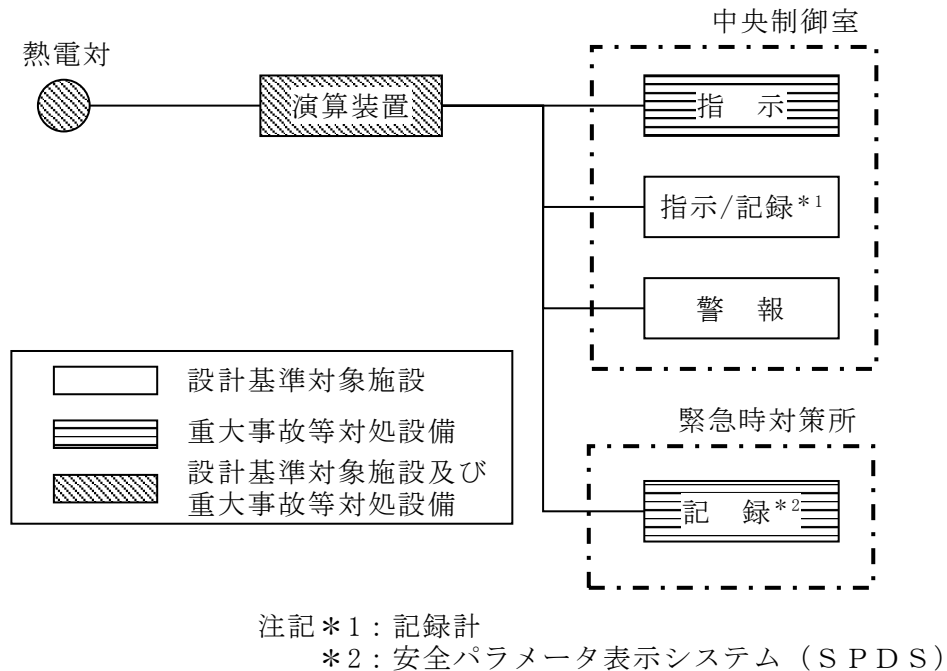 中央制御室
熱電対
演算装置
指　示
指示/記録*1
警　報
設計基準対象施設
重大事故等対処設備
設計基準対象施設及び
重大事故等対処設備
緊急時対策所
記　録*2
注記＊1：記録計
＊2：安全パラメータ表示システム（ＳＰＤＳ）